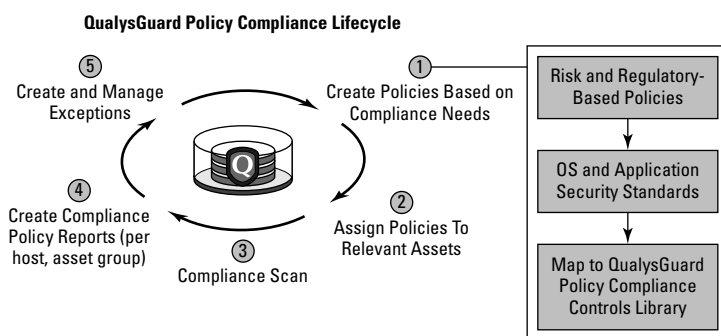 QualysGuard Policy Compliance Lifecycle
1
Create Policies Based on
Compliance Needs
2
Assign Policies To
Relevant Assets
3
Compliance Scan
4
Create Compliance
Policy Reports (per
host, asset group)
5
Create and Manage
Exceptions
Q
Risk and Regulatory-
Based Policies
OS and Application
Security Standards
Map to QualysGuard
Policy Compliance
Controls Library